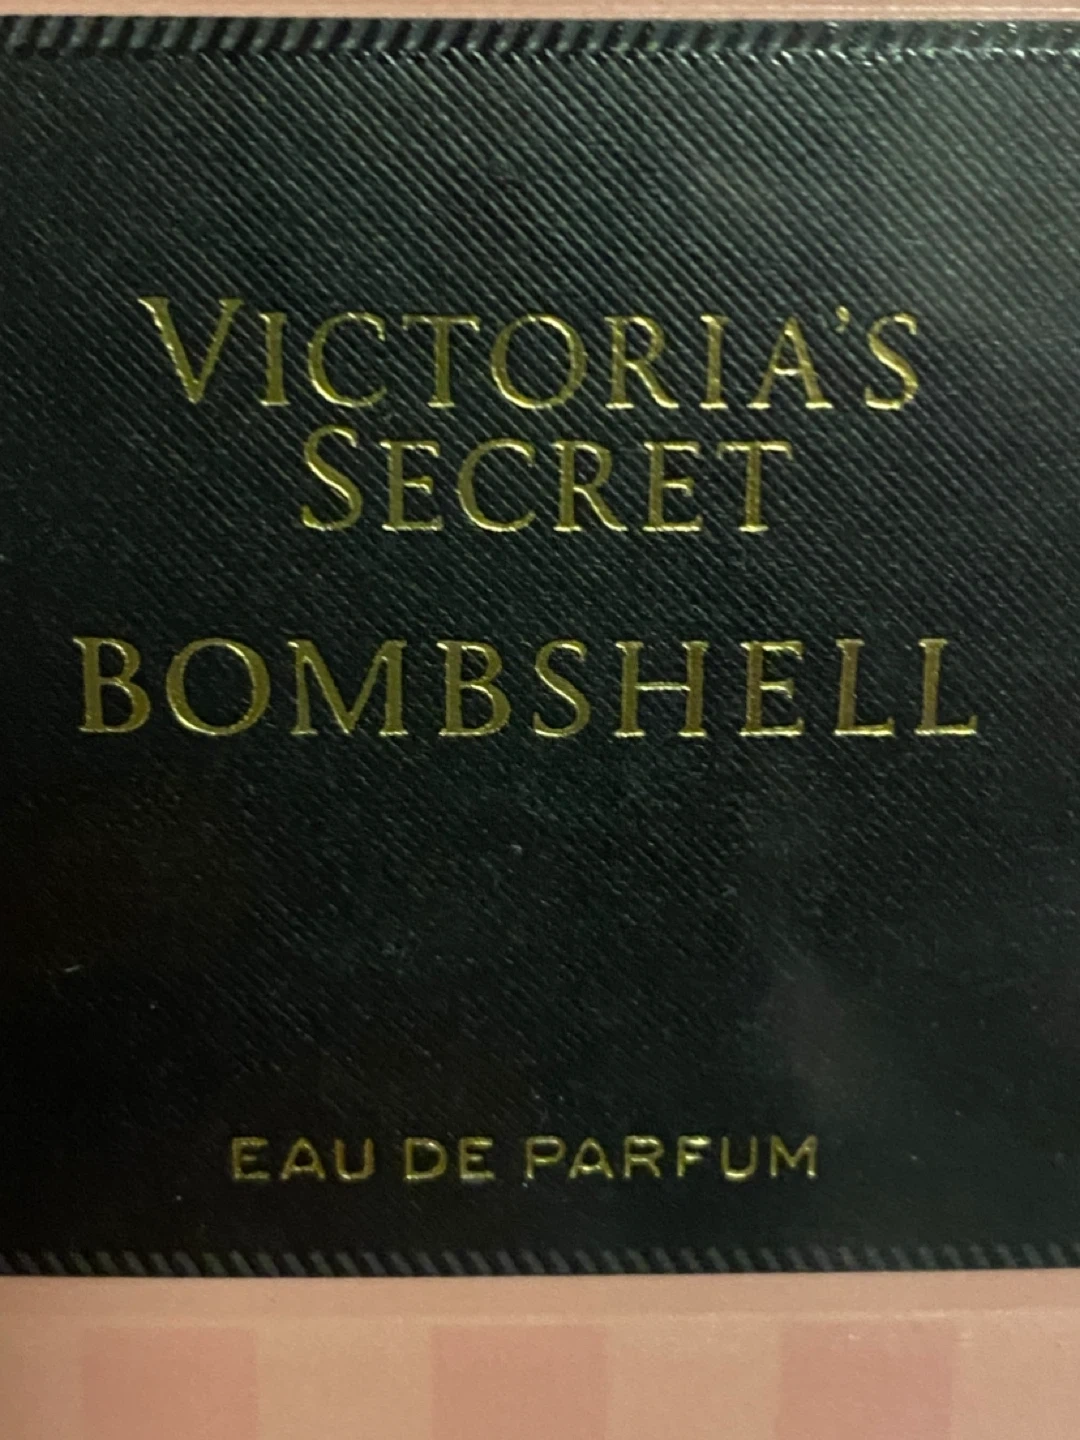 VICTORIA'S
SECRET
BOMBSHELL
EAU DE PARFUM